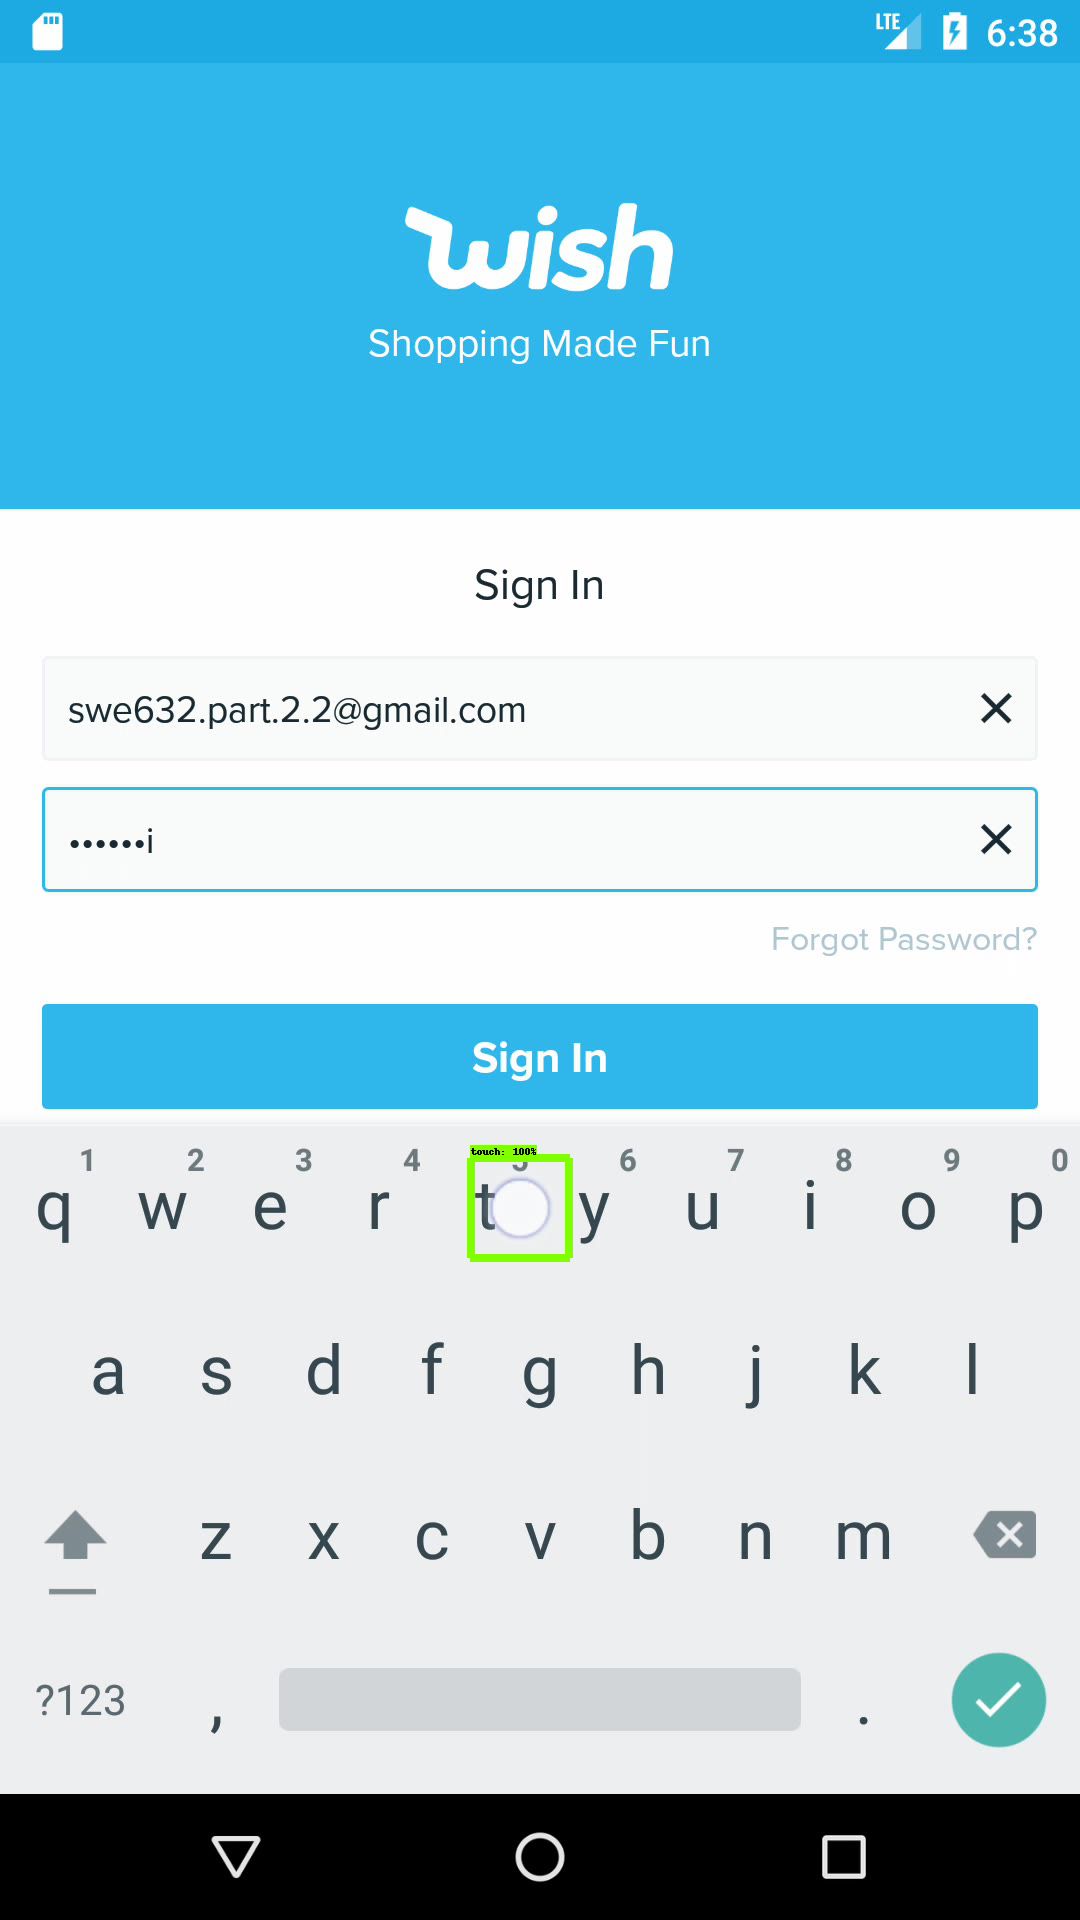 LTE 6:38
wish
Shopping Made Fun
Sign In
swe632.part.2.2@gmail.com
••••••i
Forgot Password?
Sign In
touch: 100%
1 2 3 4 5 6 7 8 9 0
q w e r t y u i o p
a s d f g h j k l
z x c v b n m
?123 , .